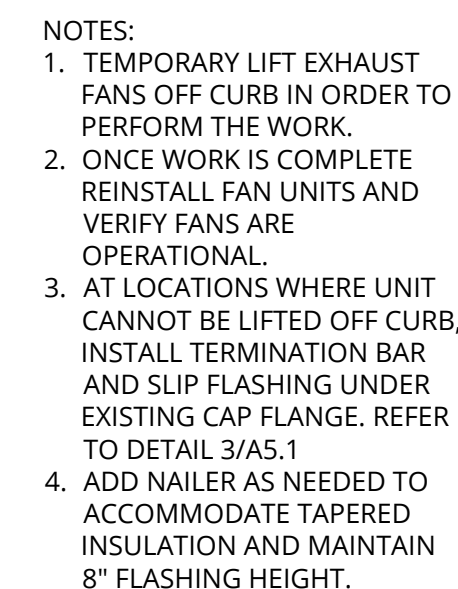 NOTES:
1. TEMPORARY LIFT EXHAUST
FANS OFF CURB IN ORDER TO
PERFORM THE WORK.
2. ONCE WORK IS COMPLETE
REINSTALL FAN UNITS AND
VERIFY FANS ARE
OPERATIONAL.
3. AT LOCATIONS WHERE UNIT
CANNOT BE LIFTED OFF CURB,
INSTALL TERMINATION BAR
AND SLIP FLASHING UNDER
EXISTING CAP FLANGE. REFER
TO DETAIL 3/A5.1
4. ADD NAILER AS NEEDED TO
ACCOMMODATE TAPERED
INSULATION AND MAINTAIN
8" FLASHING HEIGHT.